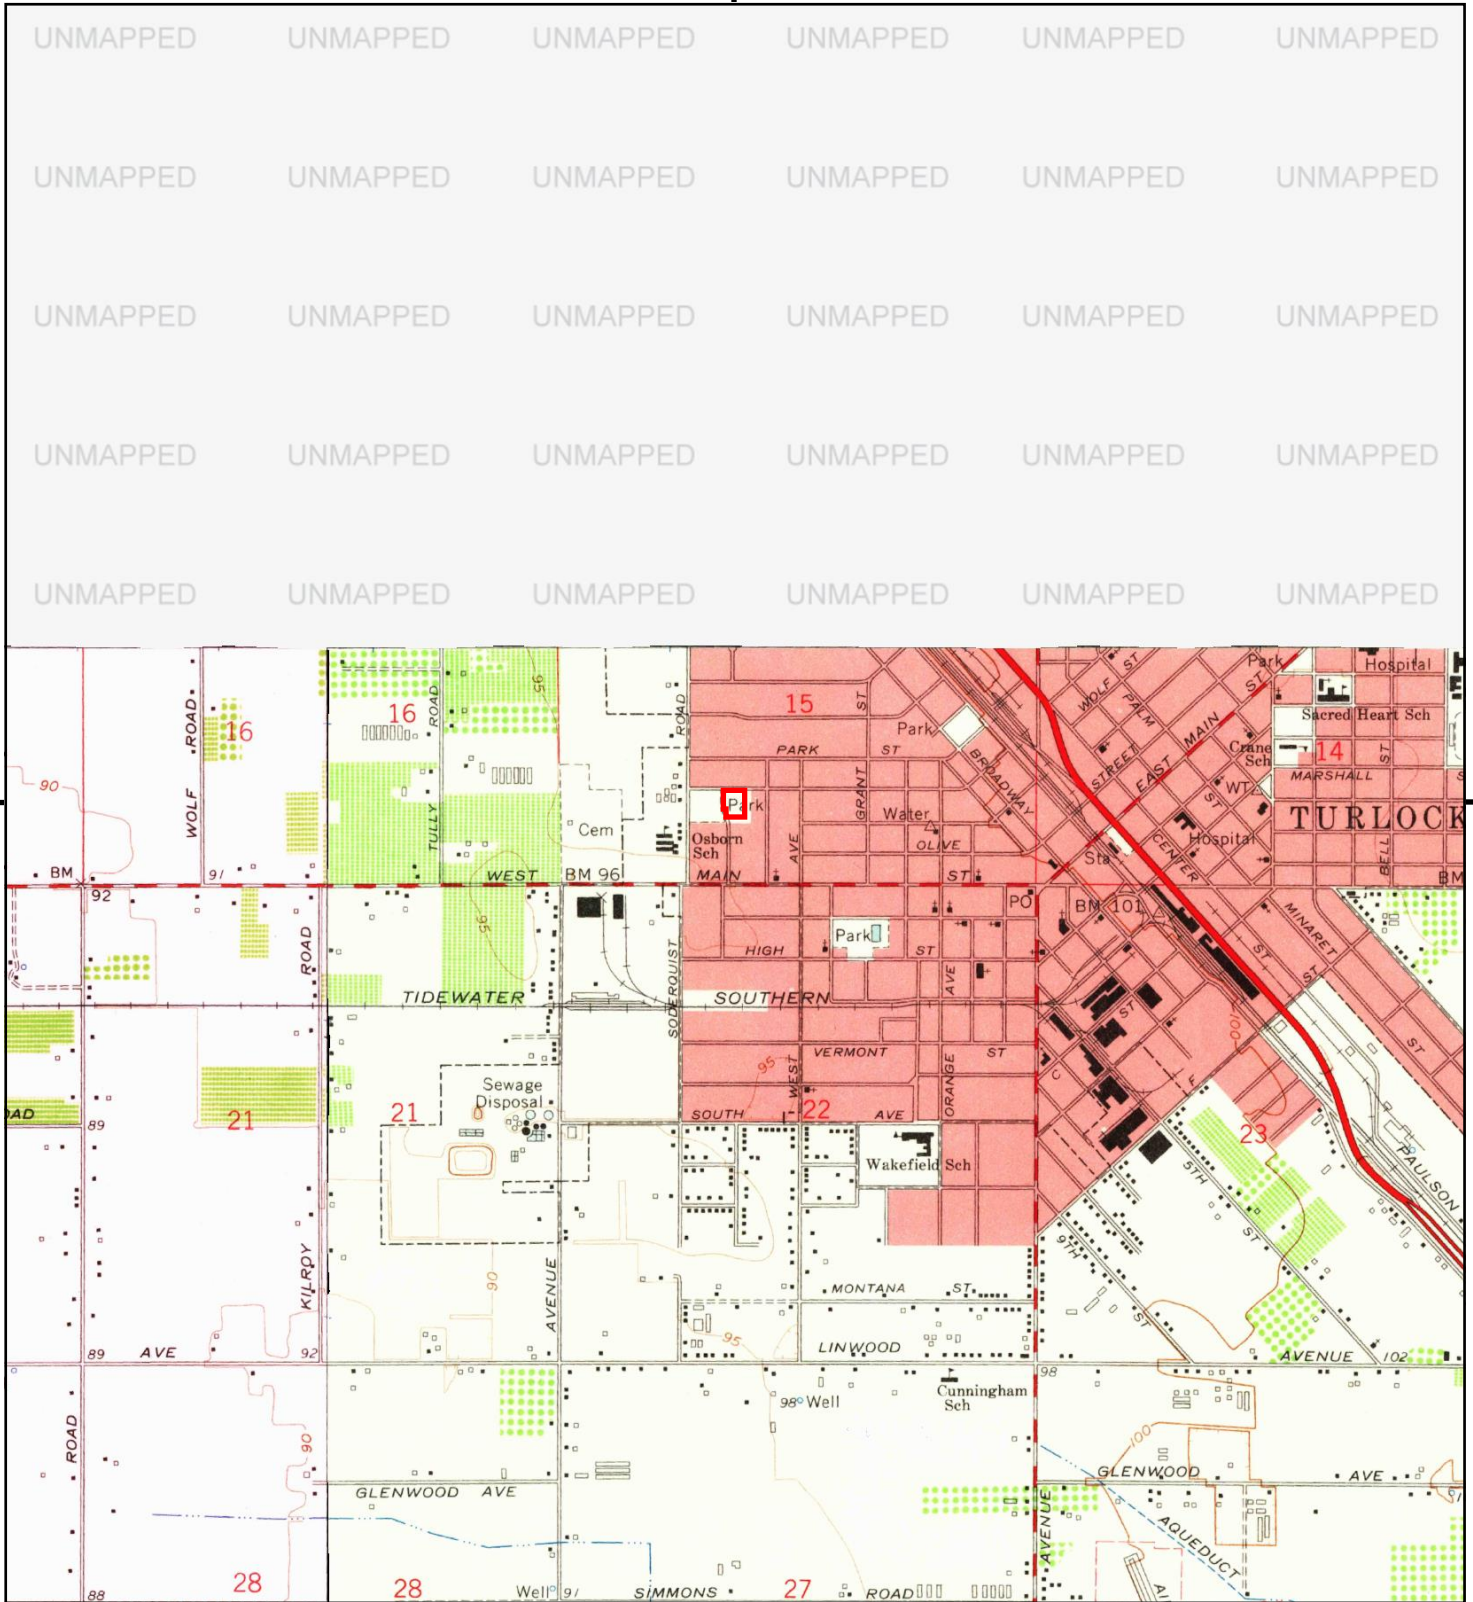 UNMAPPED UNMAPPED UNMAPPED UNMAPPED UNMAPPED UNMAPPED
UNMAPPED UNMAPPED UNMAPPED UNMAPPED UNMAPPED UNMAPPED
UNMAPPED UNMAPPED UNMAPPED UNMAPPED UNMAPPED UNMAPPED
UNMAPPED UNMAPPED UNMAPPED UNMAPPED UNMAPPED UNMAPPED
UNMAPPED UNMAPPED UNMAPPED UNMAPPED UNMAPPED UNMAPPED
16
WOLF ROAD
16
TULLY ROAD
95
ROAD
15
PARK ST
GRANT ST
Park
BROADWAY
WOLF ST
PALM STREET
EAST MAIN ST
Park
Hospital
Sacred Heart Sch
Crane Sch
14
MARSHALL S
BELL ST
WT
ST
TURLOCK
90
Park
Cem
Osborn Sch
AVE
Water
OLIVE
Sta
CENTER
Hospital
BM
92
91
WEST
BM 96
MAIN
ST
BM
PO
BM 101
MINARET ST
ST
95
ROAD
SODERQUIST
HIGH ST
Park
AVE
TIDEWATER
SOUTHERN
ST
100
ST
OAD
89
21
21
Sewage
Disposal
95
WEST
VERMONT ST
ORANGE
SOUTH AVE
22
C
F
23
Wakefield Sch
5TH ST
PAULSON
9TH ST
KILROY
90
AVENUE
MONTANA ST
89
AVE
92
95
LINWOOD
AVENUE
102
98
98 Well
Cunningham
Sch
ROAD
90
100
GLENWOOD AVE
GLENWOOD AVE
AVENUE
AQUEDUCT
28
28
88
Well
91
SIMMONS
27
ROAD
Al